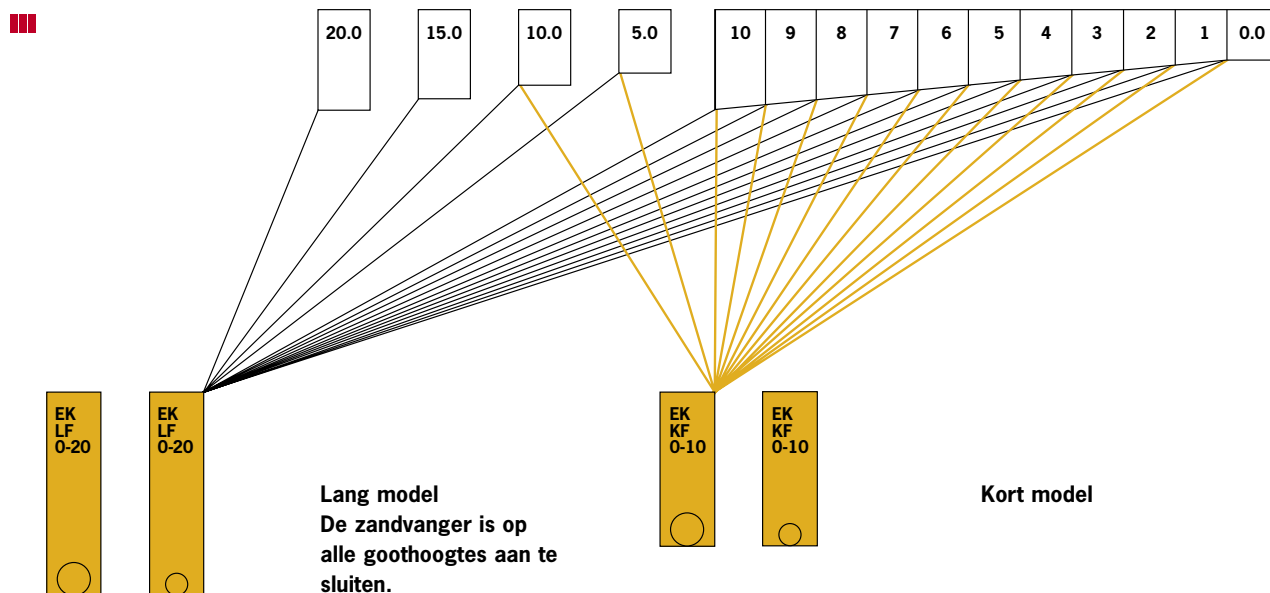 20.0 15.0 10.0 5.0 10 9 8 7 6 5 4 3 2 1 0.0
EK
LF
0-20
EK
LF
0-20
EK
KF
0-10
EK
KF
0-10
Lang model
De zandvanger is op
alle goothoogtes aan te
sluiten.
Kort model